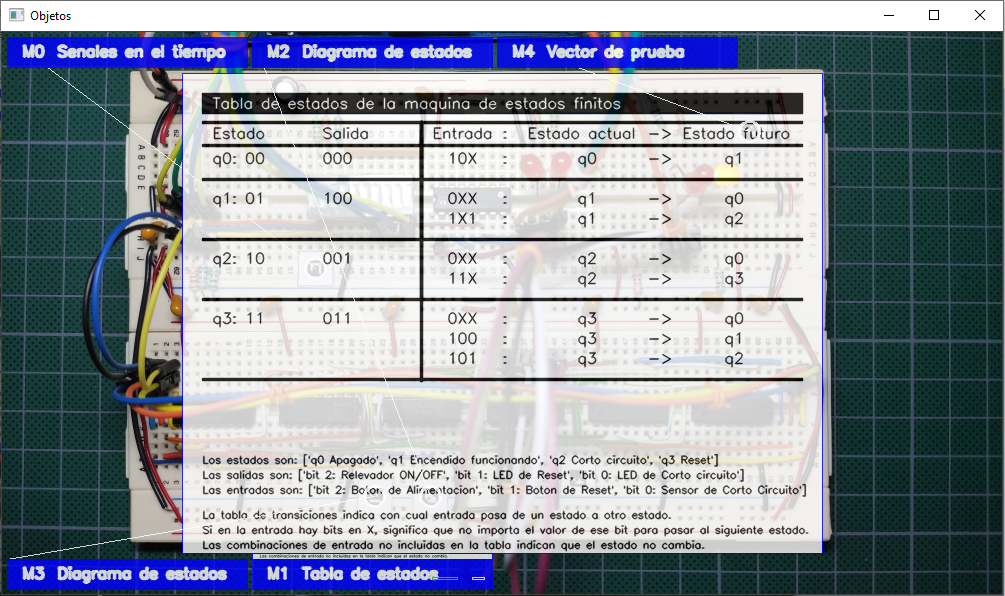 Objetos
M0 Senales en el tiempo
M2 Diagrama de estados
M4 Vector de prueba
Tabla de estados de la maquina de estados finitos
Estado Salida Entrada : Estado actual -> Estado futuro
q0: 00 000 10X : q0 -> q1
q1: 01 100 0XX : q1 -> q0
1X1 : q1 -> q2
q2: 10 001 0XX : q2 -> q0
11X : q2 -> q3
q3: 11 011 0XX : q3 -> q0
100 : q3 -> q1
101 : q3 -> q2
Los estados son: ['q0 Apagado', 'q1 Encendido funcionando', 'q2 Corto circuito', 'q3 Reset']
Las salidas son: ['bit 2: Relevador ON/OFF', 'bit 1: LED de Reset', 'bit 0: LED de Corto circuito']
Las entradas son: ['bit 2: Boton de Alimentacion', 'bit 1: Boton de Reset', 'bit 0: Sensor de Corto Circuito']
La tabla de transiciones indica con cual entrada pasa de un estado a otro estado.
Si en la entrada hay bits en X, significa que no importa el valor de ese bit para pasar al siguiente estado.
Las combinaciones de entrada no incluidas en la tabla indican que el estado no cambia.
Las combinaciones de entrada no incluidas en la tabla indican que el estado no cambia.
M3 Diagrama de estados
M1 Tabla de estados